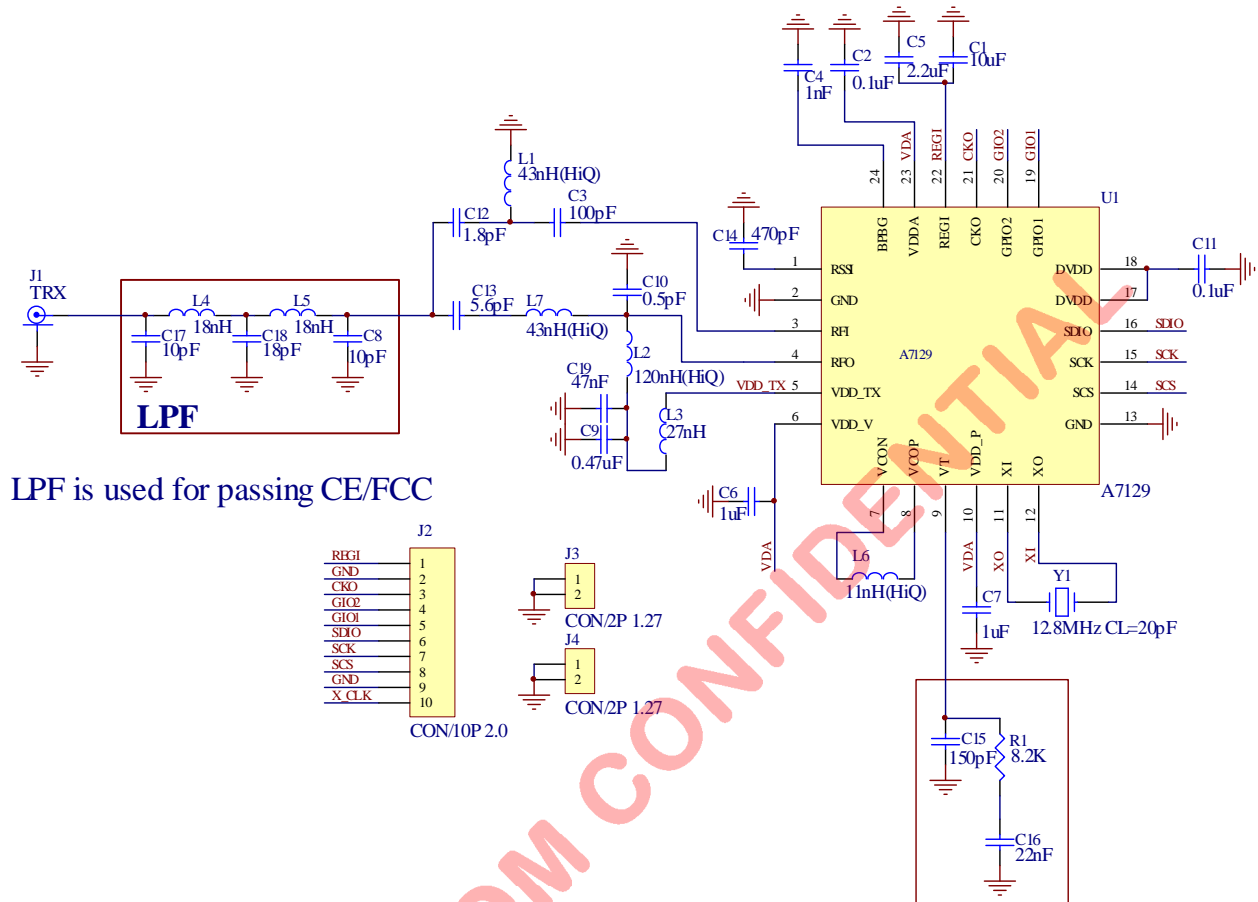 C4
1nF
C2
0.1uF
C5
2.2uF
C1
10uF
VDA
REGI
CKO
GIO2
GIO1
24
23
22
21
20
19
L1
43nH(HiQ)
C3
100pF
C12
1.8pF
C14
470pF
U1
BPBG
VDDA
REGI
CKO
GPIO2
GPIO1
1
RSSI
2
GND
3
RFI
4
RFO
VDD_TX
5
VDD_TX
6
VDD_V
A7129
DVDD
18
DVDD
17
SDIO
16
SDIO
SCK
15
SCK
SCS
14
SCS
GND
13
C11
0.1uF
VCON
VCOP
VT
VDD_P
XI
XO
A7129
7
8
9
10
11
12
J1
TRX
L4
18nH
L5
18nH
C17
10pF
C18
18pF
C8
10pF
LPF
C13
5.6pF
L7
43nH(HiQ)
C10
0.5pF
L2
120nH(HiQ)
C19
47nF
C9
0.47uF
L3
27nH
LPF is used for passing CE/FCC
C6
1uF
VDA
L6
11nH(HiQ)
VDA
XO
XI
C7
1uF
Y1
12.8MHz CL=20pF
J2
REGI
1
GND
2
CKO
3
GIO2
4
GIO1
5
SDIO
6
SCK
7
SCS
8
GND
9
X_CLK
10
CON/10P 2.0
J3
1
2
CON/2P 1.27
J4
1
2
CON/2P 1.27
C15
150pF
R1
8.2K
C16
22nF
OM CONFIDENTIAL